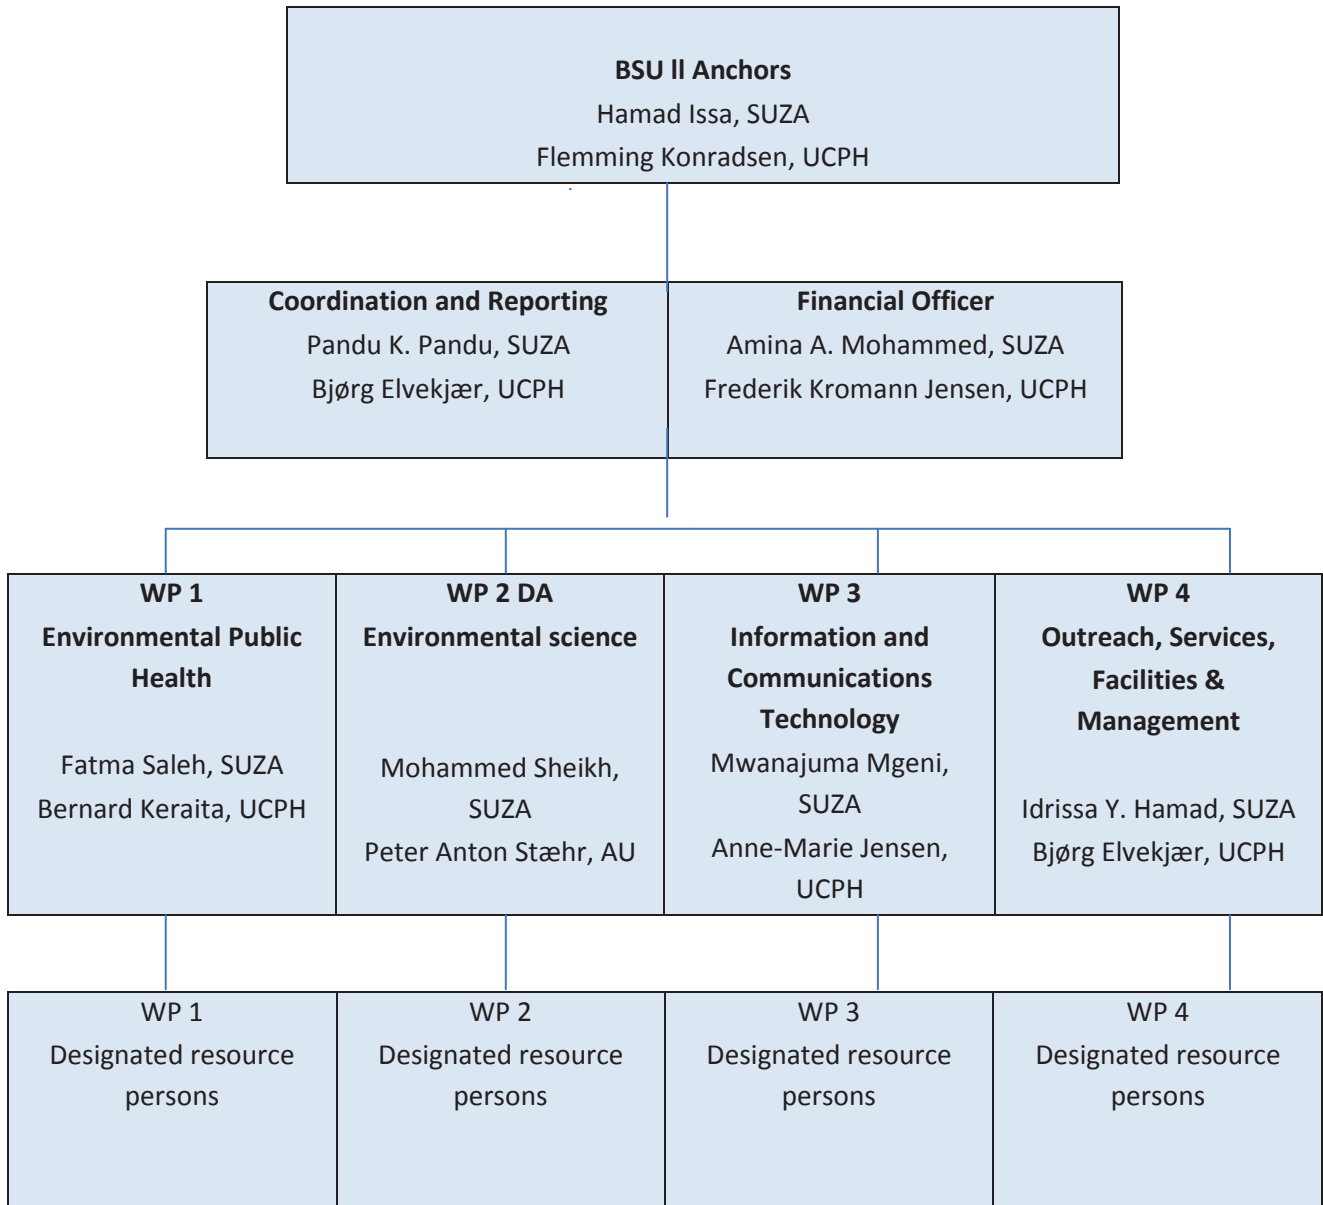 BSU ll Anchors
Hamad Issa, SUZA
Flemming Konradsen, UCPH
Coordination and Reporting
Pandu K. Pandu, SUZA
Bjørg Elvekjær, UCPH
Financial Officer
Amina A. Mohammed, SUZA
Frederik Kromann Jensen, UCPH
WP 1
Environmental Public
Health
Fatma Saleh, SUZA
Bernard Keraita, UCPH
WP 2 DA
Environmental science
Mohammed Sheikh,
SUZA
Peter Anton Stæhr, AU
WP 3
Information and
Communications
Technology
Mwanajuma Mgeni,
SUZA
Anne-Marie Jensen,
UCPH
WP 4
Outreach, Services,
Facilities &
Management
Idrissa Y. Hamad, SUZA
Bjørg Elvekjær, UCPH
WP 1
Designated resource
persons
WP 2
Designated resource
persons
WP 3
Designated resource
persons
WP 4
Designated resource
persons